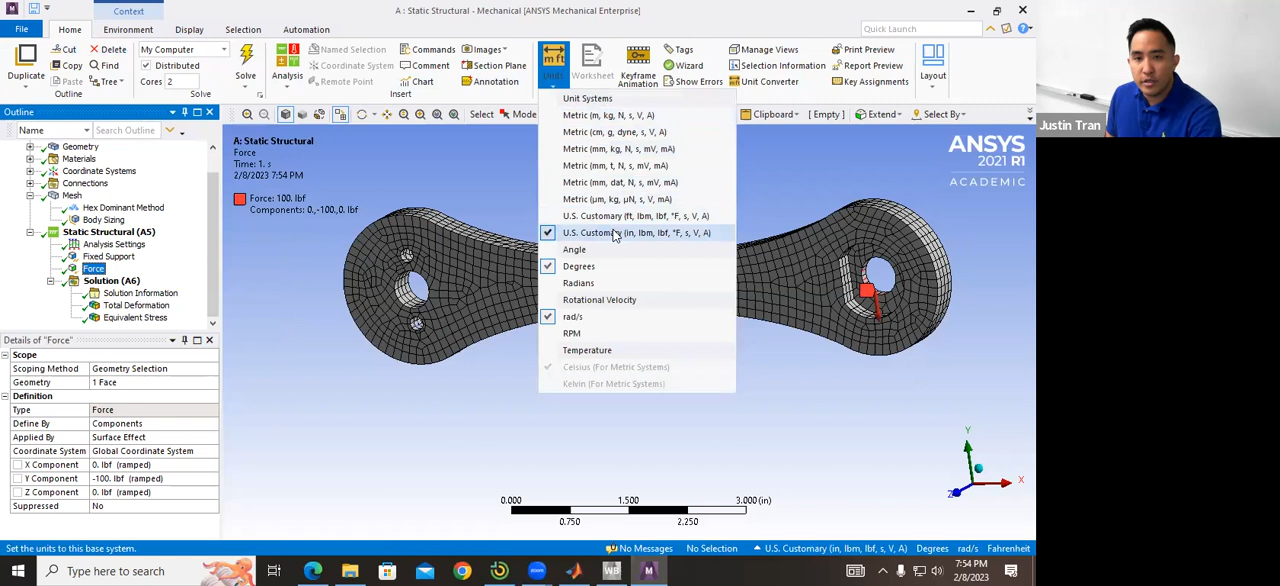 A : Static Structural - Mechanical [ANSYS Mechanical Enterprise]
Context
File
Home
Environment
Display
Selection
Automation
Quick Launch
Duplicate
Cut
Copy
Paste
Delete
Find
Tree
Outline
My Computer
Distributed
Cores 2
Solve
Solve
Analysis
Named Selection
Coordinate System
Remote Point
Insert
Commands
Comment
Chart
Images
Section Plane
Annotation
Units
Worksheet
Keyframe
Animation
Tags
Wizard
Show Errors
Manage Views
Selection Information
Unit Converter
Print Preview
Report Preview
Key Assignments
Layout
Outline
Name
Search Outline
Select
Mode
Clipboard
[ Empty ]
Extend
Select By
Geometry
Materials
Coordinate Systems
Connections
Mesh
Hex Dominant Method
Body Sizing
Static Structural (A5)
Analysis Settings
Fixed Support
Force
Solution (A6)
Solution Information
Total Deformation
Equivalent Stress
A: Static Structural
Force
Time: 1. s
2/8/2023 7:54 PM
Force: 100. lbf
Components: 0.,-100.,0. lbf
Unit Systems
Metric (m, kg, N, s, V, A)
Metric (cm, g, dyne, s, V, A)
Metric (mm, kg, N, s, mV, mA)
Metric (mm, t, N, s, mV, mA)
Metric (mm, dat, N, s, mV, mA)
Metric (µm, kg, µN, s, V, mA)
U.S. Customary (ft, lbm, lbf, °F, s, V, A)
U.S. Customary (in, lbm, lbf, °F, s, V, A)
Angle
Degrees
Radians
Rotational Velocity
rad/s
RPM
Temperature
Celsius (For Metric Systems)
Kelvin (For Metric Systems)
ANSYS
2021 R1
ACADEMIC
Justin Tran
Details of "Force"
Scope
Scoping Method Geometry Selection
Geometry 1 Face
Definition
Type Force
Define By Components
Applied By Surface Effect
Coordinate System Global Coordinate System
X Component 0. lbf (ramped)
Y Component -100. lbf (ramped)
Z Component 0. lbf (ramped)
Suppressed No
0.000 1.500 3.000 (in)
0.750 2.250
Y
X
Z
Set the units to this base system.
No Messages
No Selection
U.S. Customary (in, lbm, lbf, s, V, A)
Degrees
rad/s
Fahrenheit
Type here to search
WB
M
7:54 PM
2/8/2023